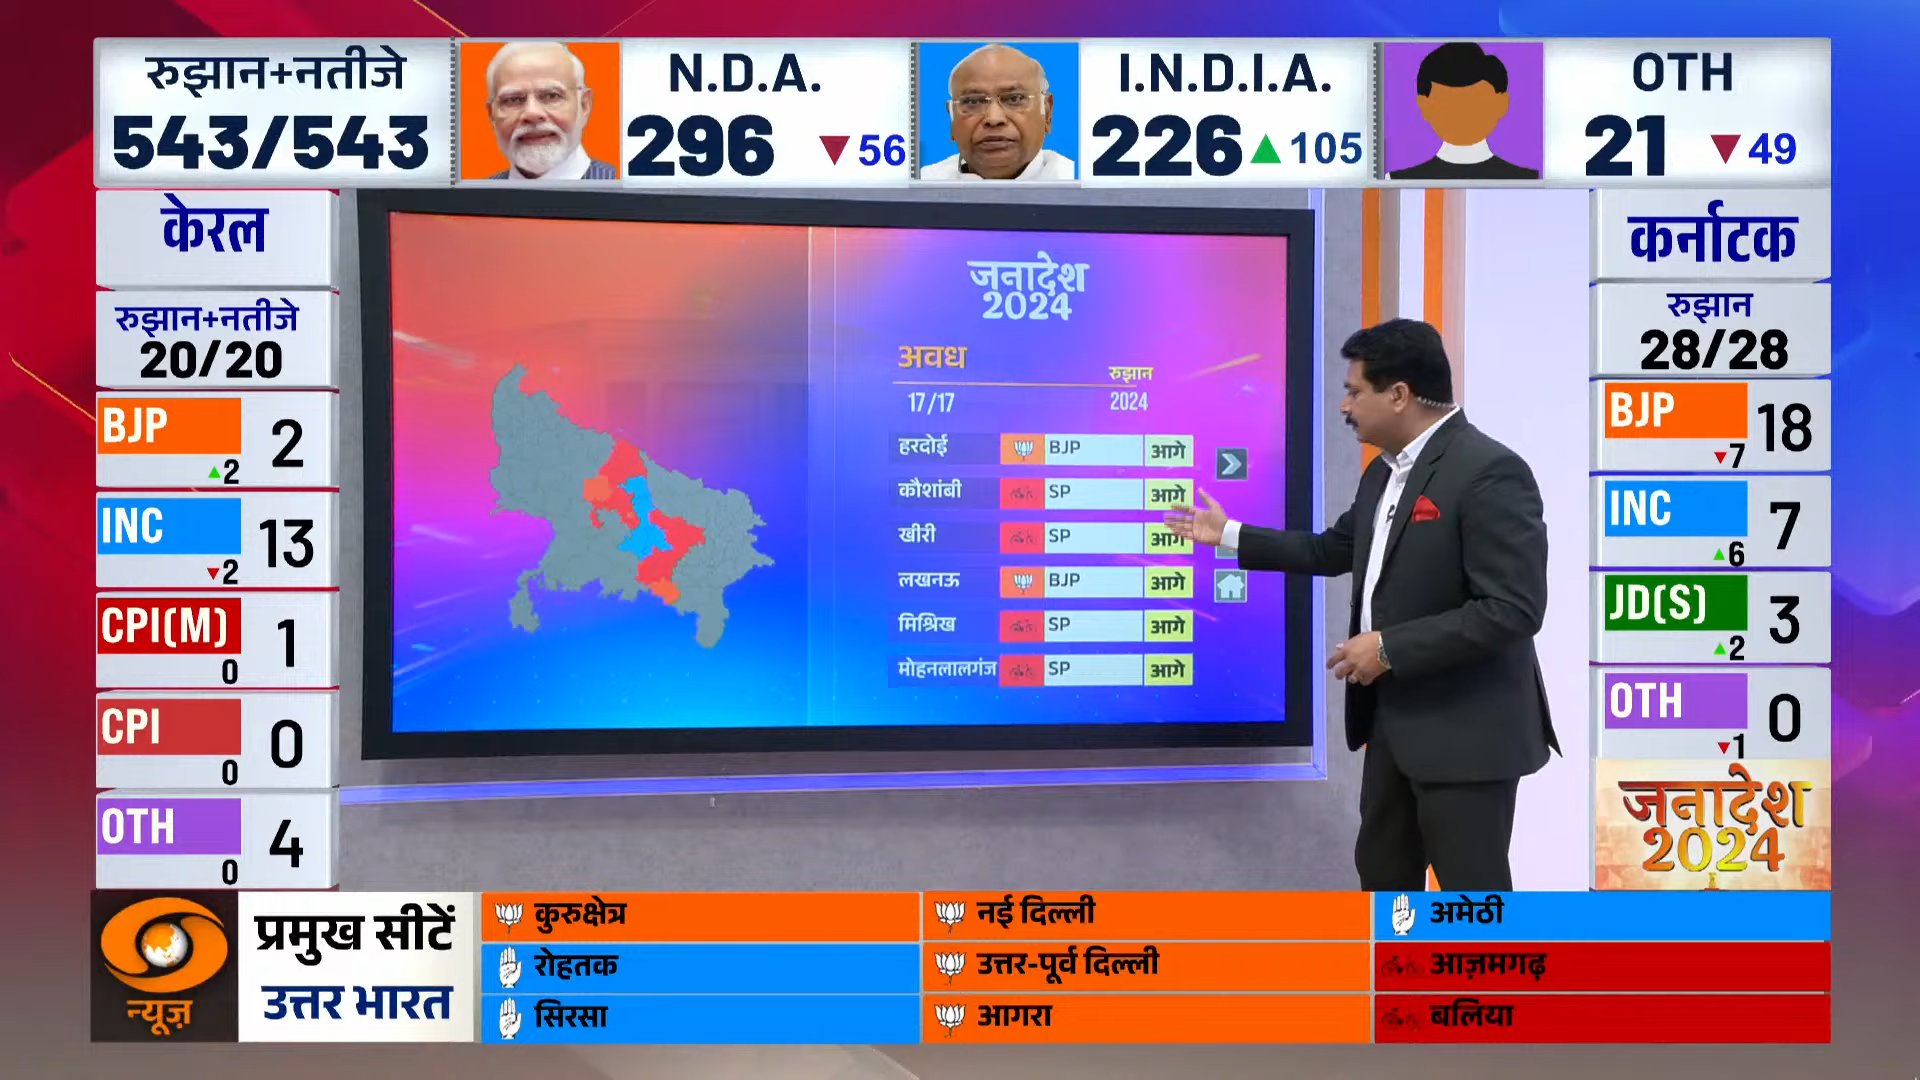 रुझान+नतीजे
543/543
N.D.A.
296 ▼56
I.N.D.I.A.
226 ▲105
OTH
21 ▼49
केरल
रुझान+नतीजे
20/20
BJP 2
▲2
INC 13
▼2
CPI(M) 1
0
CPI 0
0
OTH 4
0
जनादेश
2024
अवध
रुझान
17/17 2024
हरदोई BJP आगे
कौशांबी SP आगे
खीरी SP आगे
लखनऊ BJP आगे
मिश्रिख SP आगे
मोहनलालगंज SP आगे
कर्नाटक
रुझान
28/28
BJP 18
▼7
INC 7
▲6
JD(S) 3
▲2
OTH 0
▼1
जनादेश
2024
न्यूज़
प्रमुख सीटें
उत्तर भारत
कुरुक्षेत्र नई दिल्ली अमेठी
रोहतक उत्तर-पूर्व दिल्ली आज़मगढ़
सिरसा आगरा बलिया